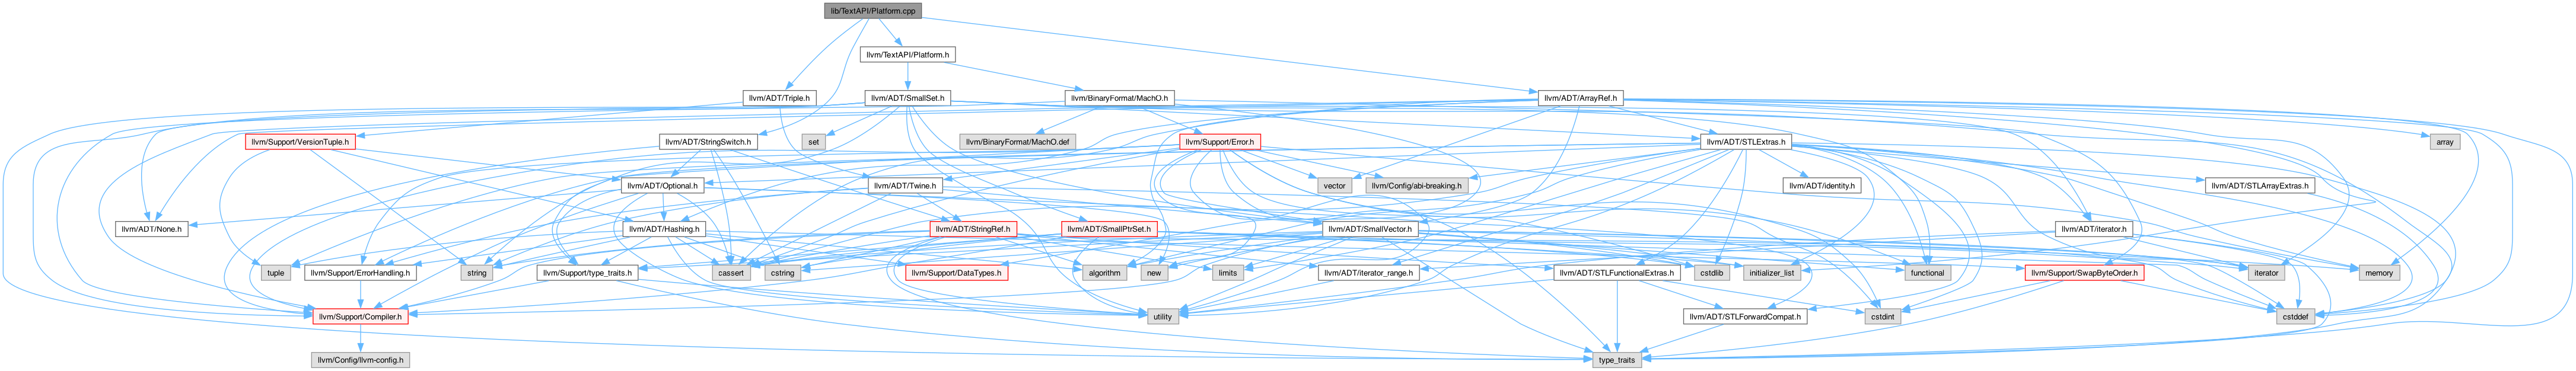 lib/TextAPI/Platform.cpp
llvm/TextAPI/Platform.h
llvm/ADT/Triple.h
llvm/ADT/SmallSet.h
llvm/BinaryFormat/MachO.h
llvm/ADT/ArrayRef.h
llvm/Support/VersionTuple.h
llvm/ADT/StringSwitch.h
set
llvm/BinaryFormat/MachO.def
llvm/Support/Error.h
llvm/ADT/STLExtras.h
array
llvm/ADT/Optional.h
llvm/ADT/Twine.h
vector
llvm/Config/abi-breaking.h
llvm/ADT/identity.h
llvm/ADT/STLArrayExtras.h
llvm/ADT/None.h
llvm/ADT/Hashing.h
llvm/ADT/StringRef.h
llvm/ADT/SmallPtrSet.h
llvm/ADT/SmallVector.h
llvm/ADT/iterator.h
tuple
llvm/Support/ErrorHandling.h
string
llvm/Support/type_traits.h
cassert
cstring
llvm/Support/DataTypes.h
algorithm
new
limits
llvm/ADT/iterator_range.h
llvm/ADT/STLFunctionalExtras.h
cstdlib
initializer_list
functional
llvm/Support/SwapByteOrder.h
iterator
memory
llvm/Support/Compiler.h
utility
llvm/ADT/STLForwardCompat.h
cstdint
cstddef
llvm/Config/llvm-config.h
type_traits